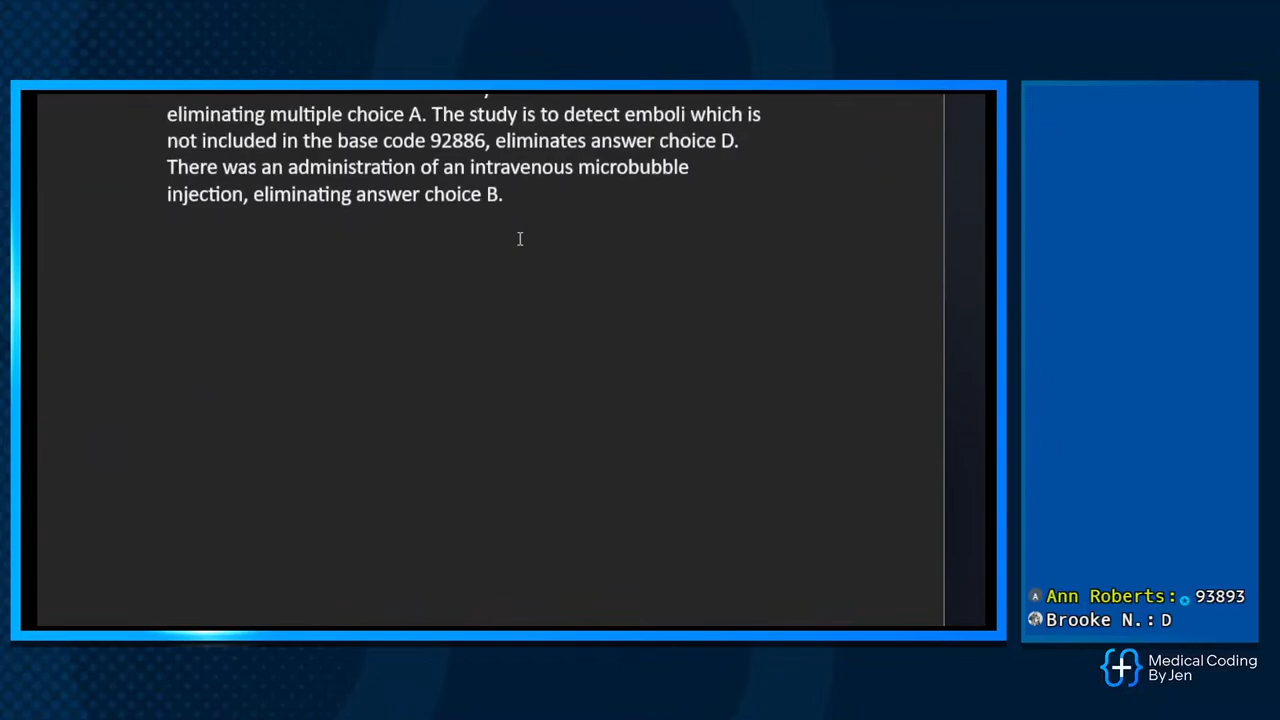 eliminating multiple choice A. The study is to detect emboli which is
not included in the base code 92886, eliminates answer choice D.
There was an administration of an intravenous microbubble
injection, eliminating answer choice B.
Ann Roberts: 93893
Brooke N.: D
Medical Coding
By Jen